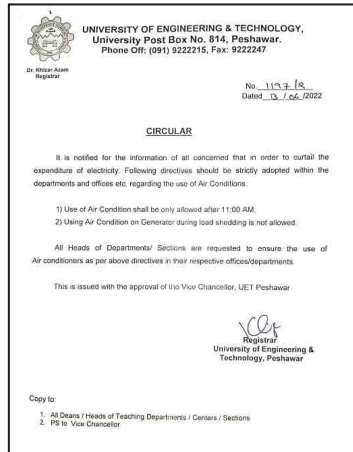 UNIVERSITY OF ENGINEERING & TECHNOLOGY,
University Post Box No. 814, Peshawar.
Phone Off: (091) 9222215, Fax: 9222247
Dr. Khizar Azam
Registrar
No. 1197/R
Dated 13/06/2022
CIRCULAR
It is notified for the information of all concerned that in order to curtail the
expenditure of electricity. Following directives should be strictly adopted within the
departments and offices etc. regarding the use of Air Conditions.
1) Use of Air Condition shall be only allowed after 11:00 AM.
2) Using Air Condition on Generator during load shedding is not allowed.
All Heads of Departments/ Sections are requested to ensure the use of
Air conditioners as per above directives in their respective offices/departments.
This is issued with the approval of the Vice Chancellor, UET Peshawar
Registrar
University of Engineering &
Technology, Peshawar
Copy to:
1. All Deans / Heads of Teaching Departments / Centers / Sections
2. PS to Vice Chancellor